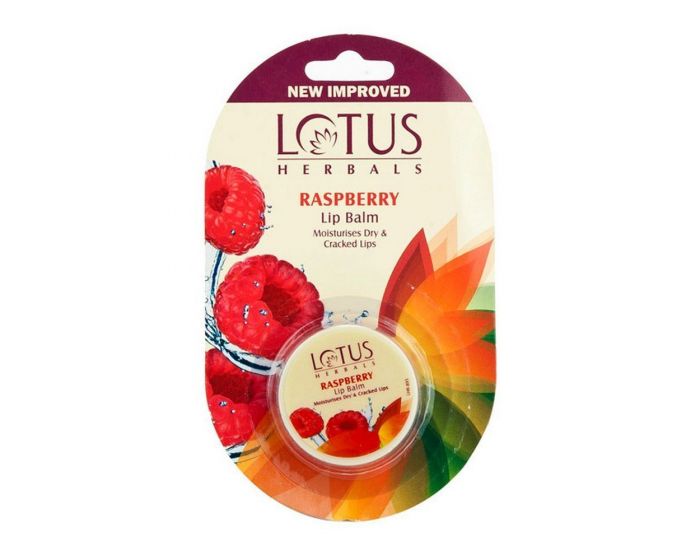 NEW IMPROVED
LOTUS
HERBALS
RASPBERRY
Lip Balm
Moisturises Dry &
Cracked Lips
LOTUS
HERBALS
RASPBERRY
Lip Balm
Moisturises Dry & Cracked Lips